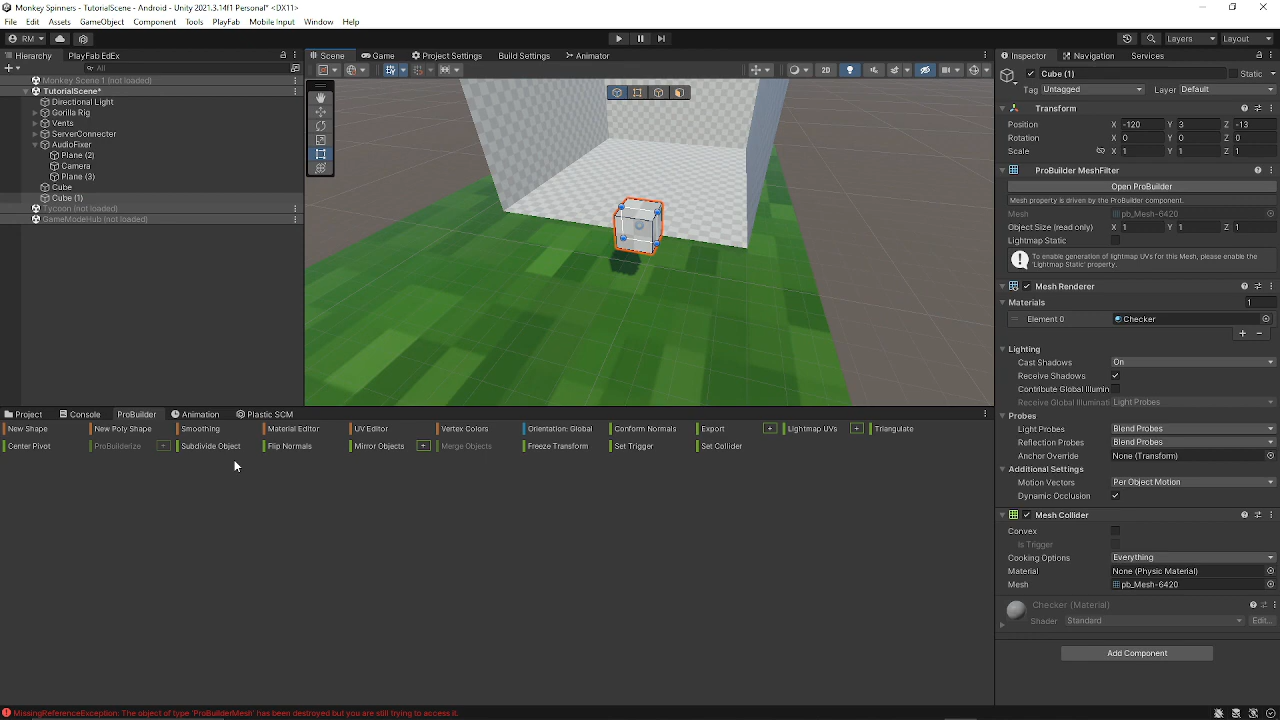 Monkey Spinners - TutorialScene - Android - Unity 2021.3.14f1 Personal* <DX11>
File Edit Assets GameObject Component Tools PlayFab Mobile Input Window Help
RM Layers Layout
Hierarchy PlayFab EdEx Scene Game Project Settings Build Settings Animator Inspector Navigation Services
All 2D Cube (1) Static
Monkey Scene 1 (not loaded) Tag Untagged Layer Default
TutorialScene*
Directional Light Transform
Gorilla Rig
Vents Position X -120 Y 3 Z -13
ServerConnecter Rotation X 0 Y 0 Z 0
AudioFixer Scale X 1 Y 1 Z 1
Plane (2)
Camera ProBuilder MeshFilter
Plane (3) Open ProBuilder
Cube Mesh property is driven by the ProBuilder component.
Cube (1) Mesh pb_Mesh-6420
Tycoon (not loaded) Object Size (read only) X 1 Y 1 Z 1
GameModeHub (not loaded) Lightmap Static
To enable generation of lightmap UVs for this Mesh, please enable the
'Lightmap Static' property.
Mesh Renderer
Materials 1
Element 0 Checker
Lighting
Cast Shadows On
Receive Shadows
Contribute Global Illumin
Receive Global Illuminat Light Probes
Probes
Project Console ProBuilder Animation Plastic SCM
New Shape New Poly Shape Smoothing Material Editor UV Editor Vertex Colors Orientation: Global Conform Normals Export + Lightmap UVs + Triangulate
Center Pivot ProBuilderize + Subdivide Object Flip Normals Mirror Objects + Merge Objects Freeze Transform Set Trigger Set Collider
Light Probes Blend Probes
Reflection Probes Blend Probes
Anchor Override None (Transform)
Additional Settings
Motion Vectors Per Object Motion
Dynamic Occlusion
Mesh Collider
Convex
Is Trigger
Cooking Options Everything
Material None (Physic Material)
Mesh pb_Mesh-6420
Checker (Material)
Shader Standard Edit...
Add Component
MissingReferenceException: The object of type 'ProBuilderMesh' has been destroyed but you are still trying to access it.